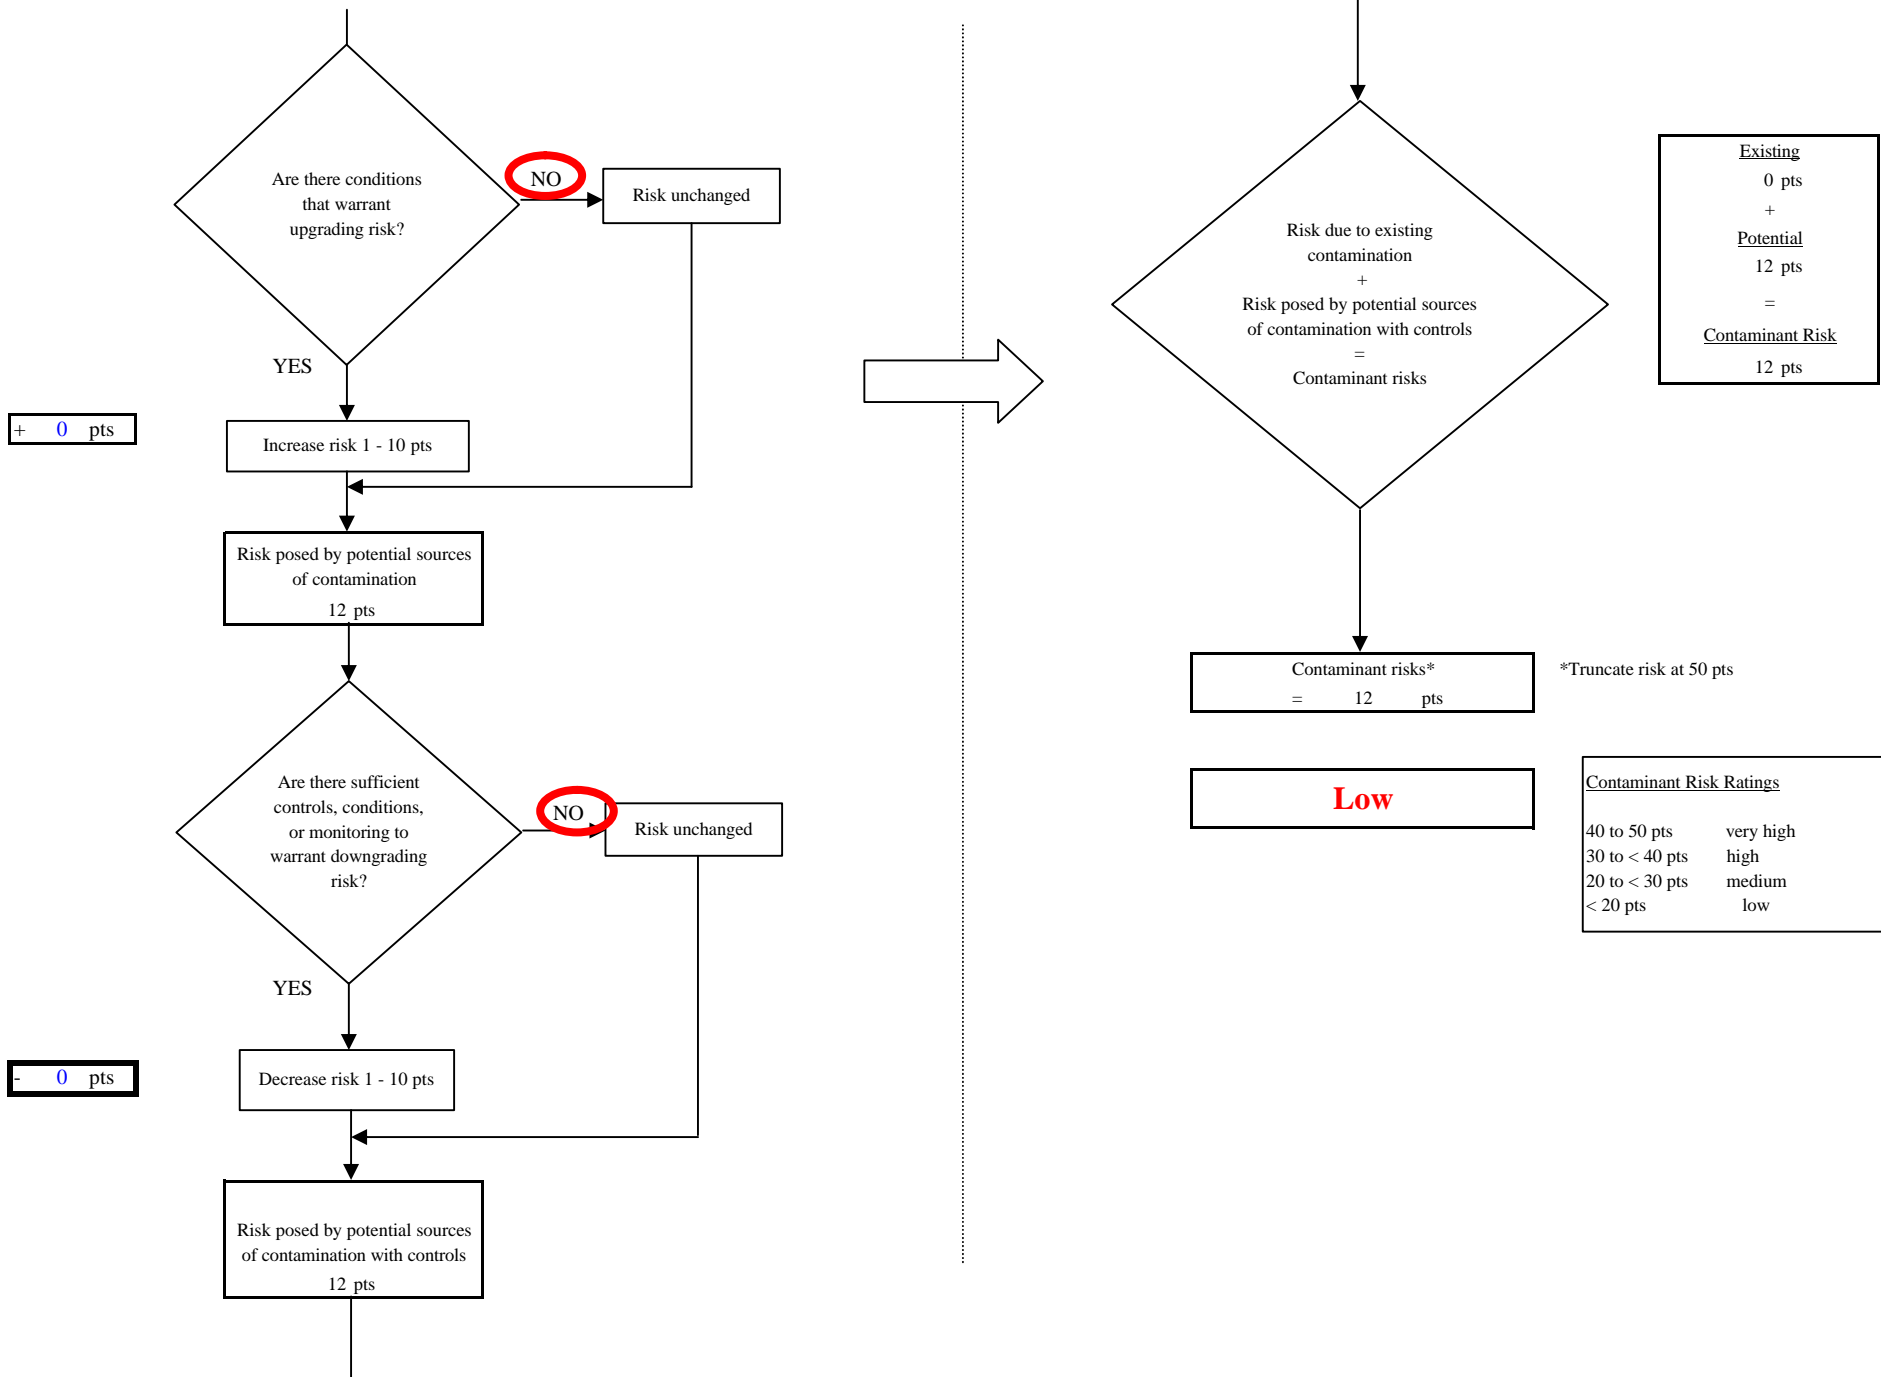 Are there conditions
that warrant
upgrading risk?
NO
Risk unchanged
YES
+ 0 pts
Increase risk 1 - 10 pts
Risk posed by potential sources
of contamination
12 pts
Are there sufficient
controls, conditions,
or monitoring to
warrant downgrading
risk?
NO
Risk unchanged
YES
- 0 pts
Decrease risk 1 - 10 pts
Risk posed by potential sources
of contamination with controls
12 pts
Risk due to existing
contamination
+
Risk posed by potential sources
of contamination with controls
=
Contaminant risks
Existing
0 pts
+
Potential
12 pts
=
Contaminant Risk
12 pts
Contaminant risks*
= 12 pts
*Truncate risk at 50 pts
Low
Contaminant Risk Ratings
40 to 50 pts very high
30 to < 40 pts high
20 to < 30 pts medium
< 20 pts low